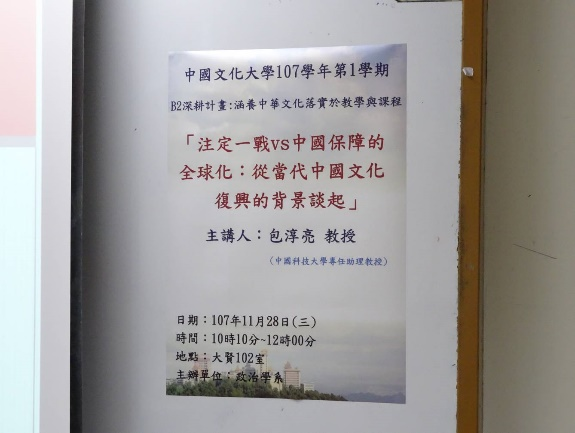 中國文化大學107學年第1學期
B2深耕計畫:涵養中華文化落實於教學與課程
「注定一戰vs中國保障的
全球化：從當代中國文化
復興的背景談起」
主講人：包淳亮 教授
(中國科技大學專任助理教授)
日期：107年11月28日(三)
時間：10時10分~12時00分
地點：大賢102室
主辦單位：政治學系